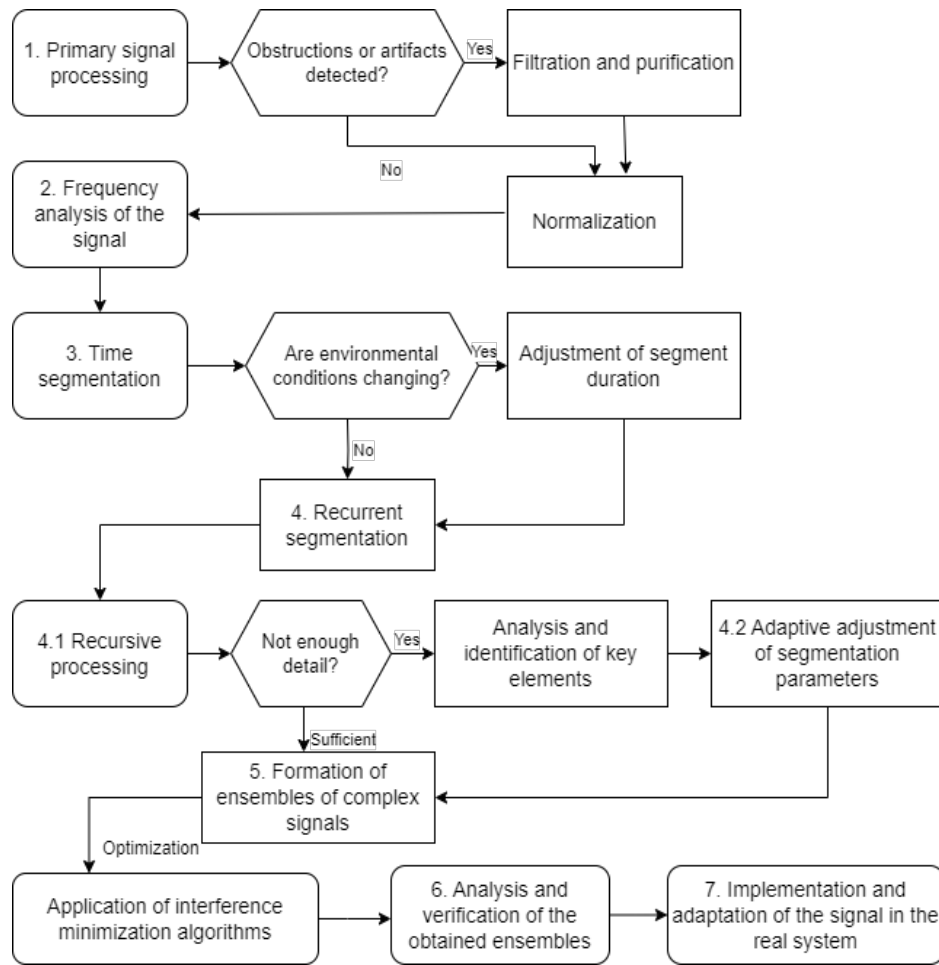 1. Primary signal
processing
Obstructions or artifacts
detected?
Yes
Filtration and purification
No
2. Frequency
analysis of the
signal
Normalization
3. Time
segmentation
Are environmental
conditions changing?
Yes
Adjustment of segment
duration
No
4. Recurrent
segmentation
4.1 Recursive
processing
Not enough
detail?
Yes
Analysis and
identification of key
elements
4.2 Adaptive adjustment
of segmentation
parameters
Sufficient
5. Formation of
ensembles of complex
signals
Optimization
Application of interference
minimization algorithms
6. Analysis and
verification of the
obtained ensembles
7. Implementation and
adaptation of the signal in the
real system